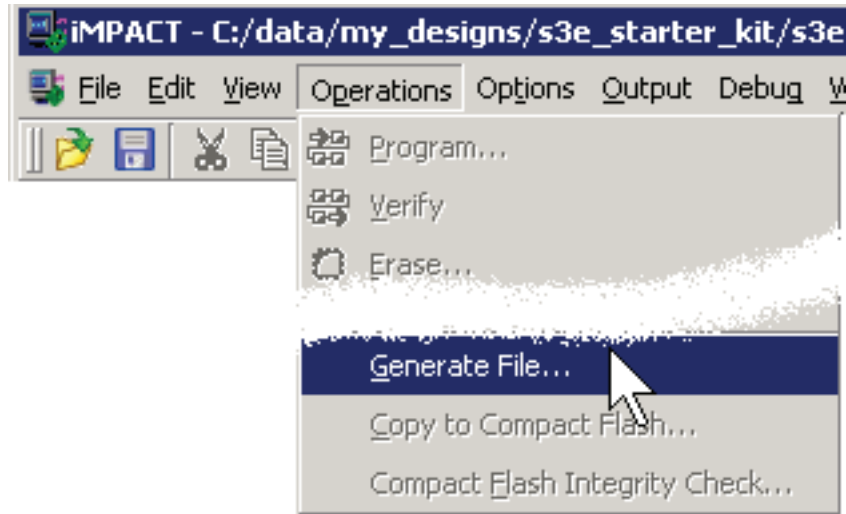 iMPACT - C:/data/my_designs/s3e_starter_kit/s3e
File Edit View Operations Options Output Debug
Program...
Verify
Erase...
Generate File...
Copy to Compact Flash...
Compact Flash Integrity Check...